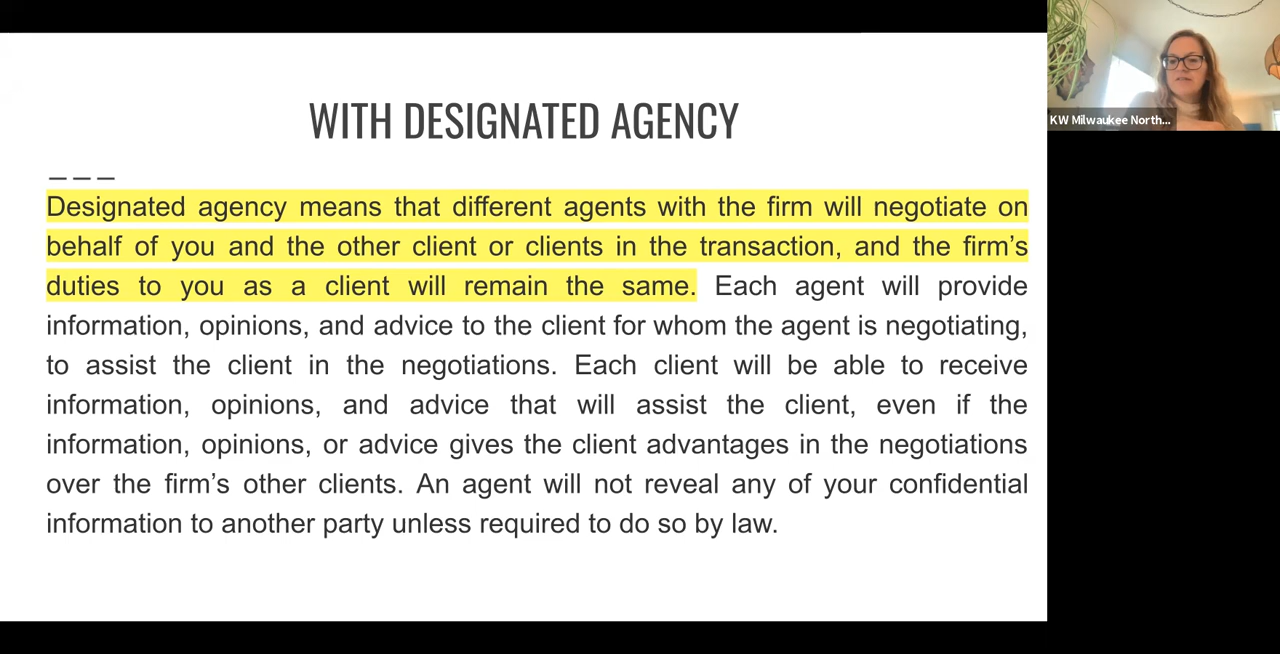 WITH DESIGNATED AGENCY
Designated agency means that different agents with the firm will negotiate on
behalf of you and the other client or clients in the transaction, and the firm’s
duties to you as a client will remain the same. Each agent will provide
information, opinions, and advice to the client for whom the agent is negotiating,
to assist the client in the negotiations. Each client will be able to receive
information, opinions, and advice that will assist the client, even if the
information, opinions, or advice gives the client advantages in the negotiations
over the firm’s other clients. An agent will not reveal any of your confidential
information to another party unless required to do so by law.
KW Milwaukee North...